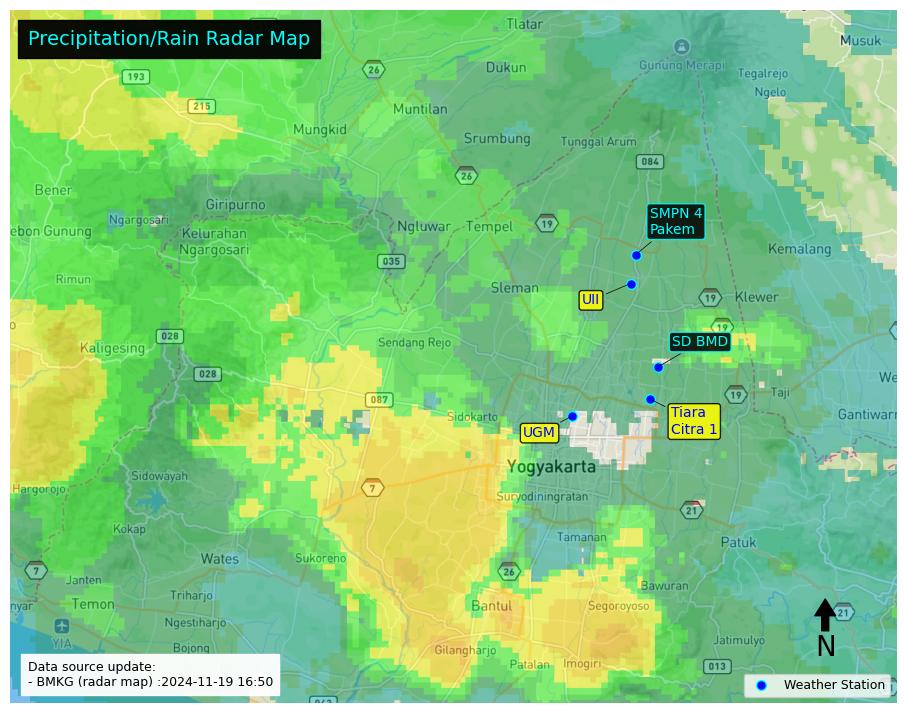 Precipitation/Rain Radar Map
Tlatar
Musuk
Gunung Merapi
Dukun
Tegalrejo
Ngelo
193
26
215
Muntilan
Mungkid
Srumbung
Tunggal Arum
084
26
Bener
Giripurno
Ngargosari
SMPN 4
Pakem
Kelurahan
Ngargosari
Ngluwar
Tempel
19
ebon Gunung
Kemalang
035
Rimun
Sleman
UII
19
Klewer
19
028
Kaligesing
Sendang Rejo
SD BMD
028
087
19
Taji
We
Sidokarto
Tiara
Citra 1
Gantiwarn
UGM
Yogyakarta
Hargorojo
Sidowayah
7
Suryodiningratan
21
Kokap
Tamanan
Patuk
Wates
Sukoreno
7
26
Janten
Triharjo
Bawuran
nyar
Temon
Bantul
Segoroyoso
21
Ngestiharjo
YIA
Bojong
Gilangharjo
Jatimulyo
N
Patalan
Imogiri
013
Data source update:
- BMKG (radar map) :2024-11-19 16:50
Weather Station